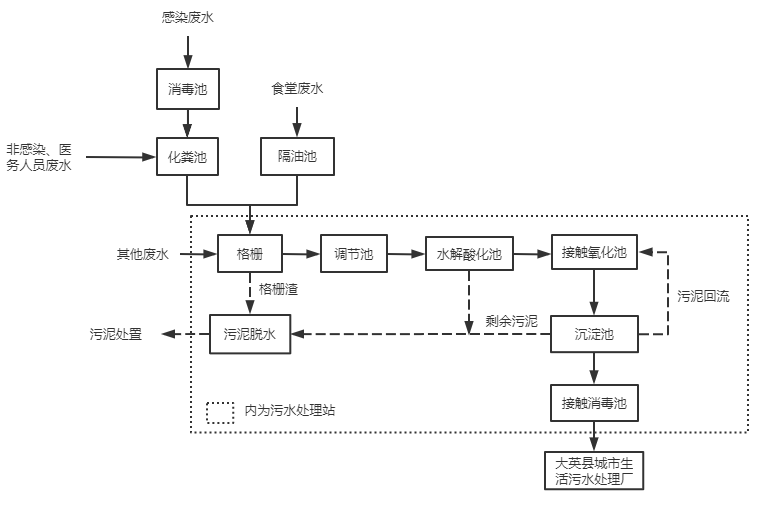 感染废水
消毒池
食堂废水
非感染、医
务人员废水
化粪池
隔油池
其他废水
格栅
调节池
水解酸化池
接触氧化池
格栅渣
污泥回流
污泥处置
污泥脱水
剩余污泥
沉淀池
接触消毒池
内为污水处理站
大英县城市生
活污水处理厂